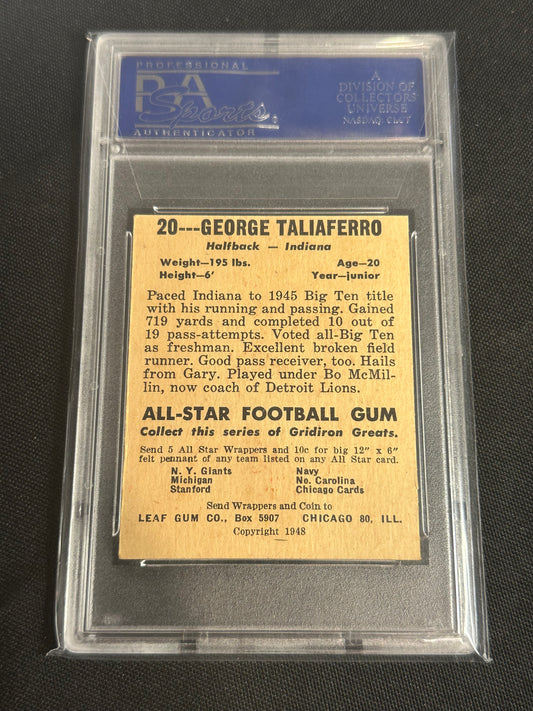 PROFESSIONAL
PSA
Sports
AUTHENTICATOR
A
DIVISION OF
COLLECTORS
UNIVERSE
NASDAQ: CLCT
20---GEORGE TALIAFERRO
Halfback — Indiana
Weight—195 lbs. Age—20
Height—6' Year—junior
Paced Indiana to 1945 Big Ten title
with his running and passing. Gained
719 yards and completed 10 out of
19 pass-attempts. Voted all-Big Ten
as freshman. Excellent broken field
runner. Good pass receiver, too. Hails
from Gary. Played under Bo McMil-
lin, now coach of Detroit Lions.
ALL-STAR FOOTBALL GUM
Collect this series of Gridiron Greats.
Send 5 All Star Wrappers and 10c for big 12" x 6"
felt pennant of any team listed on any All Star card.
N. Y. Giants Navy
Michigan No. Carolina
Stanford Chicago Cards
Send Wrappers and Coin to
LEAF GUM CO., Box 5907 CHICAGO 80, ILL.
Copyright 1948